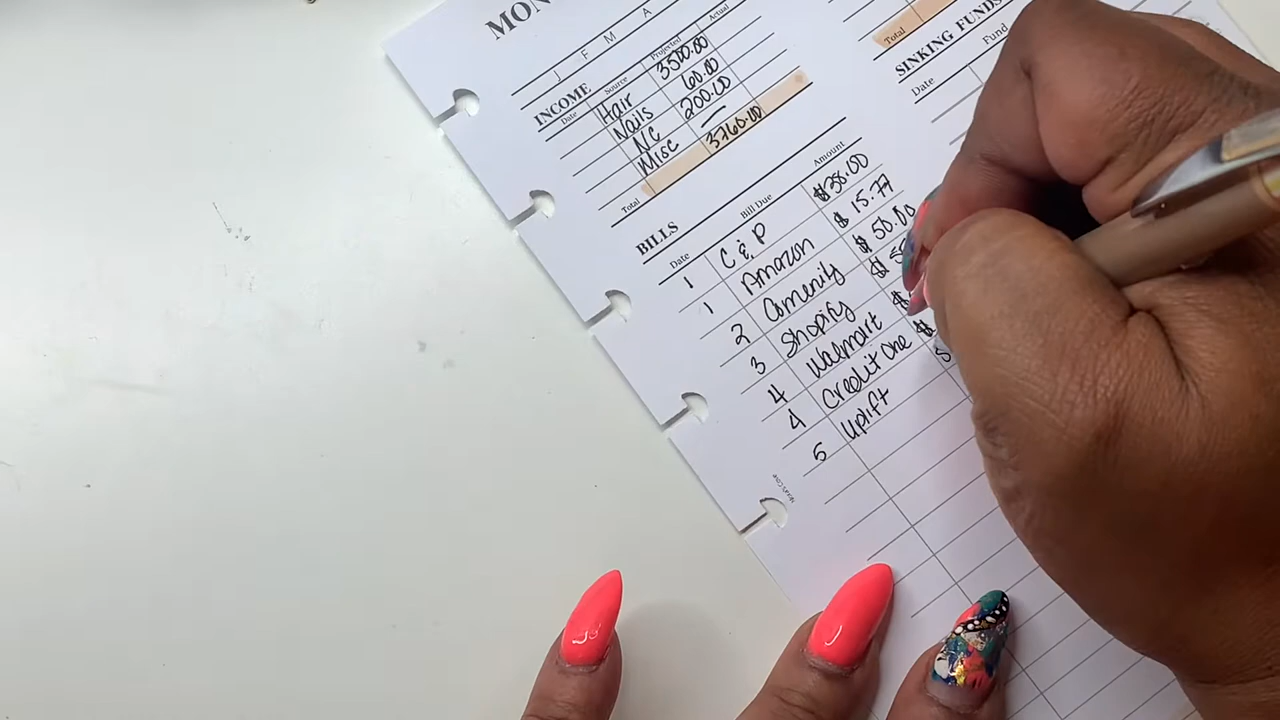 MON
J F M A
INCOME
Date Source Projected Actual
Hair 3500.00
Nails 60.00
NC 200.00
Misc —
Total 3760.00
BILLS
Date Bill Due Amount
1 C & P $38.00
1 Amazon $ 15.77
2 Comenity $ 50.00
3 Shopify $
4 Walmart $
4 Credit One $
5 Uplift
Total
SINKING FUNDS
Date Fund